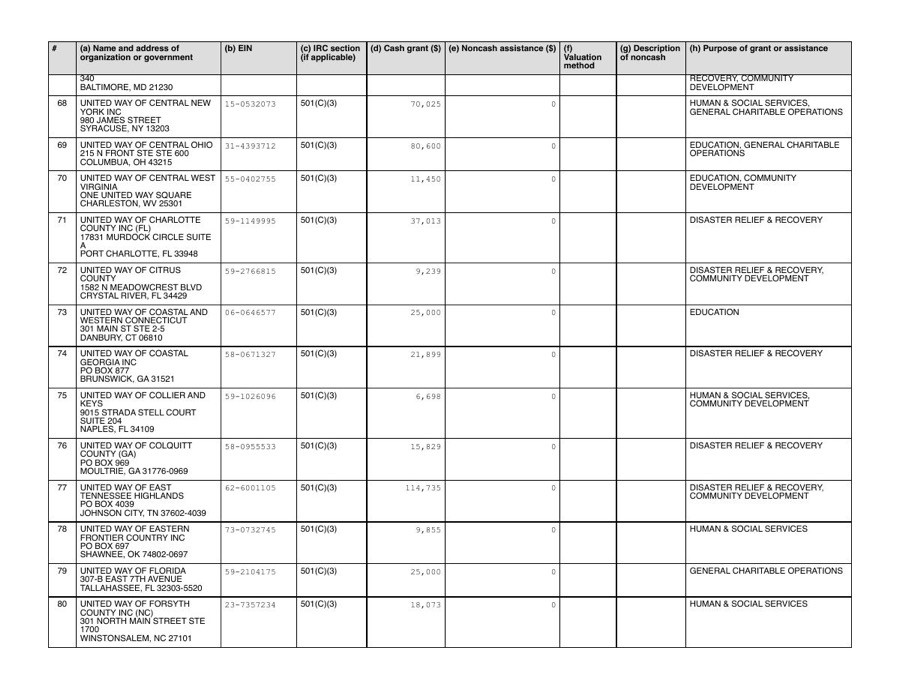 # (a) Name and address of organization or government (b) EIN (c) IRC section (if applicable) (d) Cash grant ($) (e) Noncash assistance ($) (f) Valuation method (g) Description of noncash (h) Purpose of grant or assistance
340 RECOVERY, COMMUNITY
BALTIMORE, MD 21230 DEVELOPMENT
68 UNITED WAY OF CENTRAL NEW 15-0532073 501(C)(3) 70,025 0 HUMAN & SOCIAL SERVICES,
YORK INC GENERAL CHARITABLE OPERATIONS
980 JAMES STREET
SYRACUSE, NY 13203
69 UNITED WAY OF CENTRAL OHIO 31-4393712 501(C)(3) 80,600 0 EDUCATION, GENERAL CHARITABLE
215 N FRONT STE STE 600 OPERATIONS
COLUMBUA, OH 43215
70 UNITED WAY OF CENTRAL WEST 55-0402755 501(C)(3) 11,450 0 EDUCATION, COMMUNITY
VIRGINIA DEVELOPMENT
ONE UNITED WAY SQUARE
CHARLESTON, WV 25301
71 UNITED WAY OF CHARLOTTE 59-1149995 501(C)(3) 37,013 0 DISASTER RELIEF & RECOVERY
COUNTY INC (FL)
17831 MURDOCK CIRCLE SUITE
A
PORT CHARLOTTE, FL 33948
72 UNITED WAY OF CITRUS 59-2766815 501(C)(3) 9,239 0 DISASTER RELIEF & RECOVERY,
COUNTY COMMUNITY DEVELOPMENT
1582 N MEADOWCREST BLVD
CRYSTAL RIVER, FL 34429
73 UNITED WAY OF COASTAL AND 06-0646577 501(C)(3) 25,000 0 EDUCATION
WESTERN CONNECTICUT
301 MAIN ST STE 2-5
DANBURY, CT 06810
74 UNITED WAY OF COASTAL 58-0671327 501(C)(3) 21,899 0 DISASTER RELIEF & RECOVERY
GEORGIA INC
PO BOX 877
BRUNSWICK, GA 31521
75 UNITED WAY OF COLLIER AND 59-1026096 501(C)(3) 6,698 0 HUMAN & SOCIAL SERVICES,
KEYS COMMUNITY DEVELOPMENT
9015 STRADA STELL COURT
SUITE 204
NAPLES, FL 34109
76 UNITED WAY OF COLQUITT 58-0955533 501(C)(3) 15,829 0 DISASTER RELIEF & RECOVERY
COUNTY (GA)
PO BOX 969
MOULTRIE, GA 31776-0969
77 UNITED WAY OF EAST 62-6001105 501(C)(3) 114,735 0 DISASTER RELIEF & RECOVERY,
TENNESSEE HIGHLANDS COMMUNITY DEVELOPMENT
PO BOX 4039
JOHNSON CITY, TN 37602-4039
78 UNITED WAY OF EASTERN 73-0732745 501(C)(3) 9,855 0 HUMAN & SOCIAL SERVICES
FRONTIER COUNTRY INC
PO BOX 697
SHAWNEE, OK 74802-0697
79 UNITED WAY OF FLORIDA 59-2104175 501(C)(3) 25,000 0 GENERAL CHARITABLE OPERATIONS
307-B EAST 7TH AVENUE
TALLAHASSEE, FL 32303-5520
80 UNITED WAY OF FORSYTH 23-7357234 501(C)(3) 18,073 0 HUMAN & SOCIAL SERVICES
COUNTY INC (NC)
301 NORTH MAIN STREET STE
1700
WINSTONSALEM, NC 27101